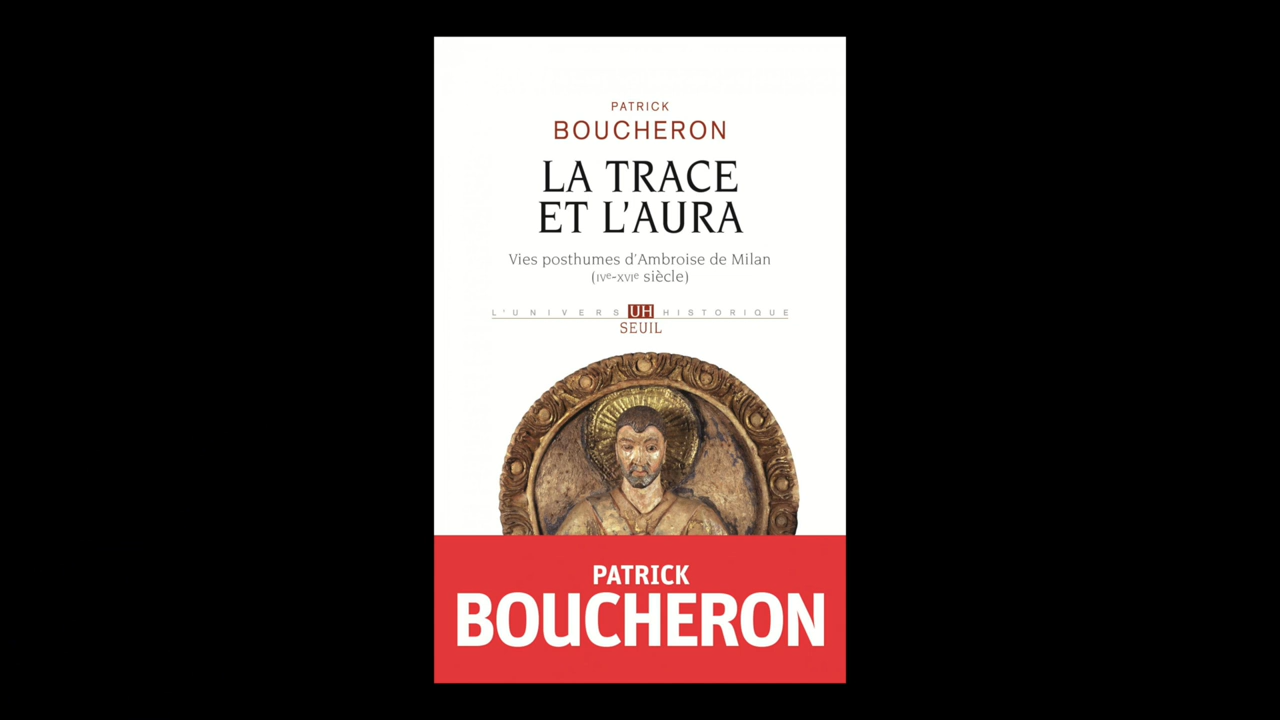 PATRICK
BOUCHERON
LA TRACE
ET L'AURA
Vies posthumes d'Ambroise de Milan
(IVe-XVIe siècle)
L'UNIVERS UH HISTORIQUE
SEUIL
PATRICK
BOUCHERON